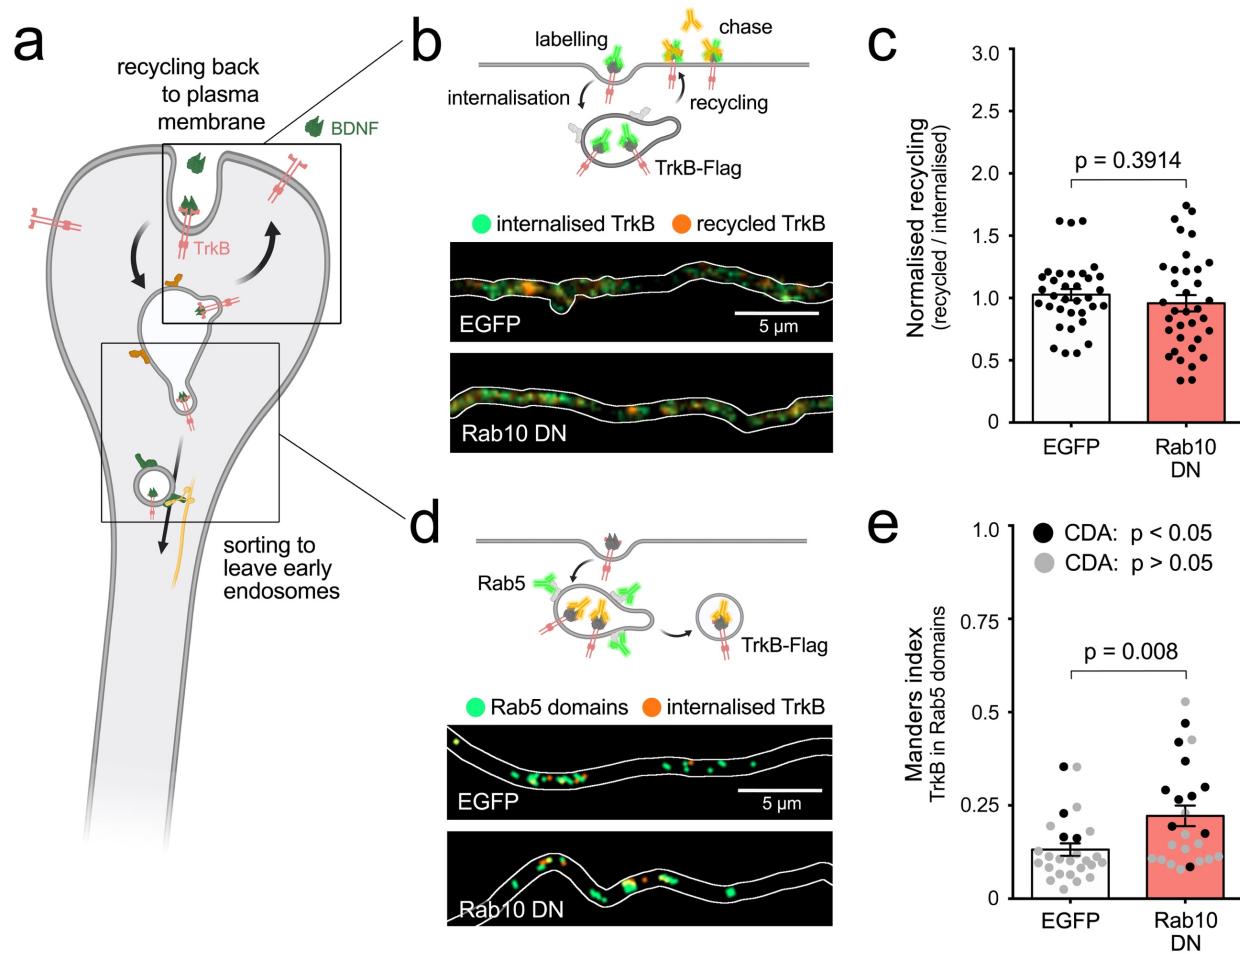 a
recycling back
to plasma
membrane
BDNF
TrkB
sorting to
leave early
endosomes
b
labelling
chase
internalisation
recycling
TrkB-Flag
internalised TrkB
recycled TrkB
EGFP
5 µm
Rab10 DN
c
Normalised recycling
(recycled / internalised)
3.0
2.5
2.0
1.5
1.0
0.5
0
p = 0.3914
EGFP
Rab10
DN
d
Rab5
TrkB-Flag
Rab5 domains
internalised TrkB
EGFP
5 µm
Rab10 DN
e
CDA: p < 0.05
CDA: p > 0.05
Manders index
TrkB in Rab5 domains
1.0
0.75
0.5
0.25
0
p = 0.008
EGFP
Rab10
DN